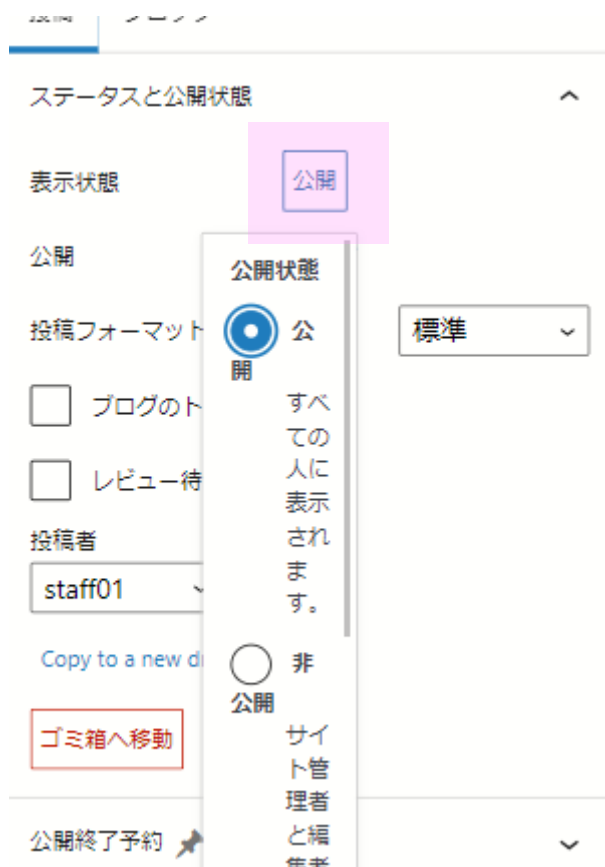 ステータスと公開状態
表示状態
公開
公開
公開状態
公
開
すべ
ての
人に
表示
され
ま
す。
投稿フォーマット
標準
ブログのト
レビュー待
投稿者
staff01
Copy to a new d
非
公開
サイ
ト管
理者
と編
ゴミ箱へ移動
公開終了予約